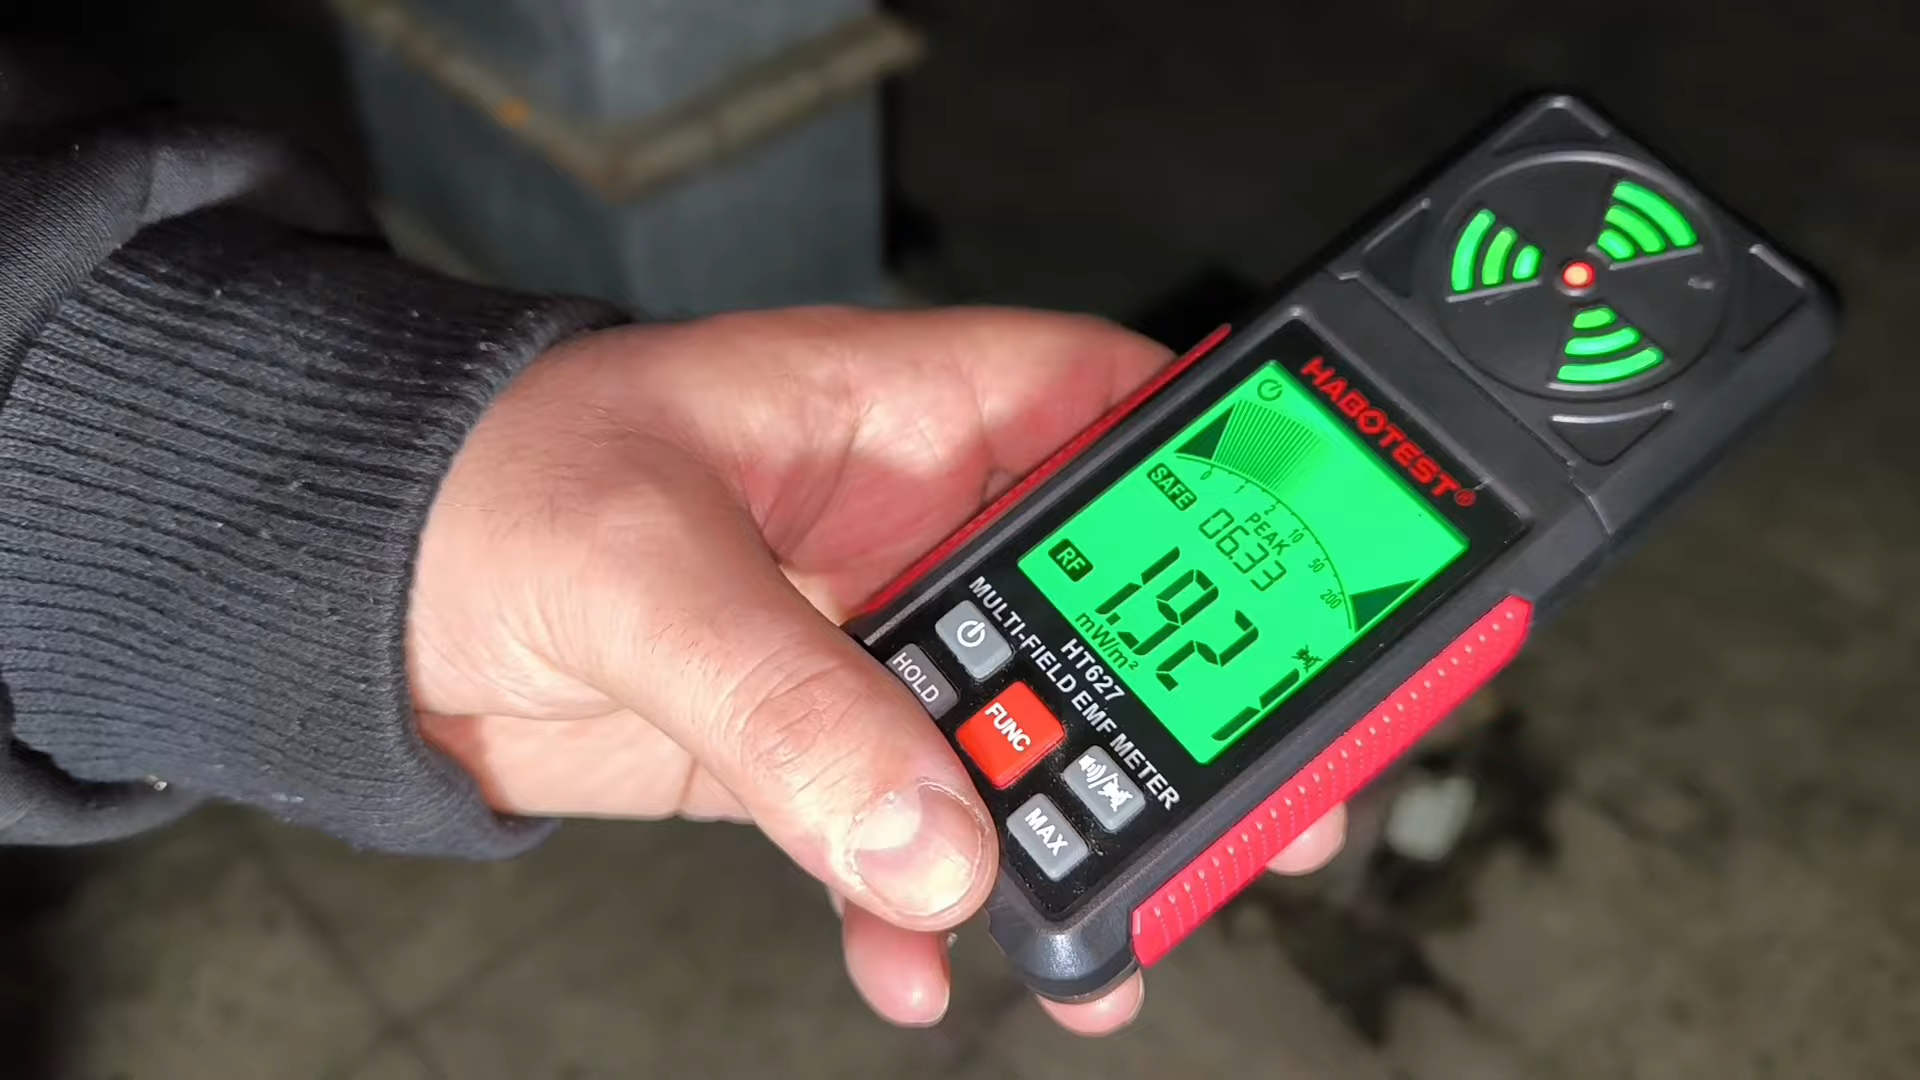 HABOTEST®
0 1 2 10 50 200
SAFE
PEAK
06.33
RF
1.921
mW/m²
HT627
MULTI-FIELD EMF METER
HOLD
FUNC
MAX